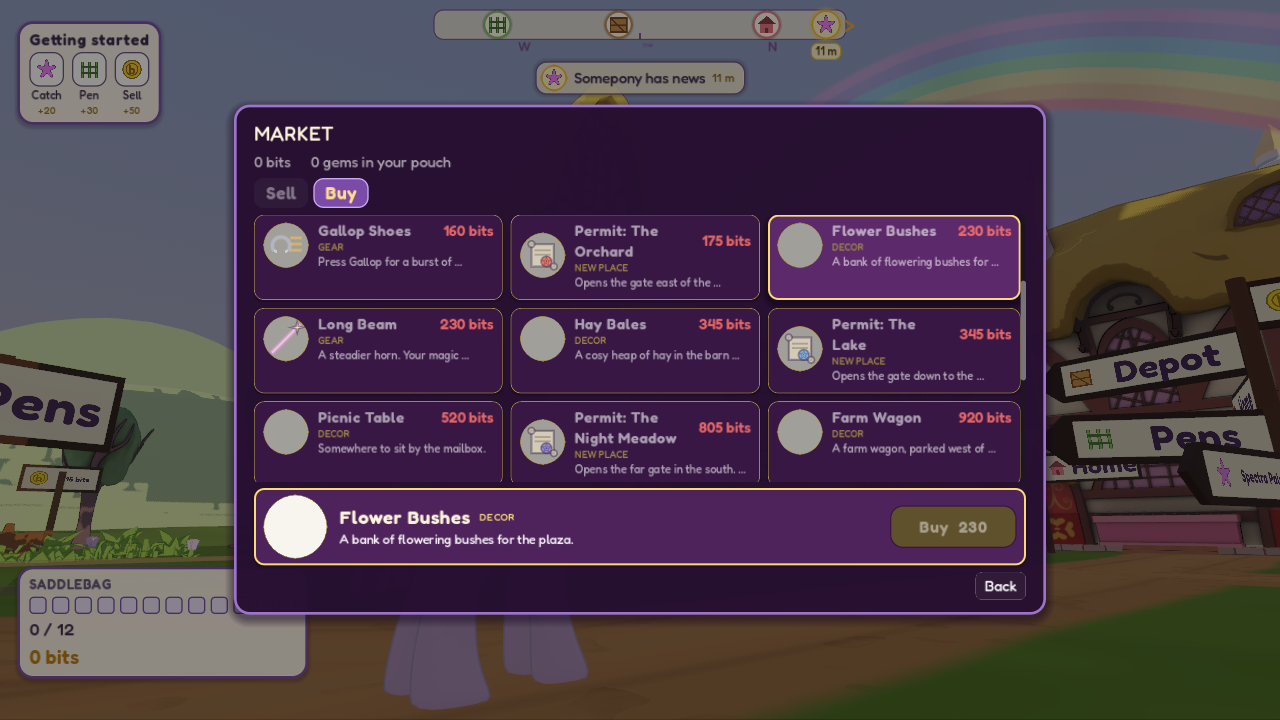 Getting started
Catch
Pen
Sell
+20
+30
+50
W
N
11 m
Somepony has news 11 m
MARKET
0 bits 0 gems in your pouch
Sell
Buy
Gallop Shoes 160 bits
GEAR
Press Gallop for a burst of ...
Permit: The Orchard 175 bits
NEW PLACE
Opens the gate east of the ...
Flower Bushes 230 bits
DECOR
A bank of flowering bushes for ...
Long Beam 230 bits
GEAR
A steadier horn. Your magic ...
Hay Bales 345 bits
DECOR
A cosy heap of hay in the barn ...
Permit: The Lake 345 bits
NEW PLACE
Opens the gate down to the ...
Picnic Table 520 bits
DECOR
Somewhere to sit by the mailbox.
Permit: The Night Meadow 805 bits
NEW PLACE
Opens the far gate in the south. ...
Farm Wagon 920 bits
DECOR
A farm wagon, parked west of ...
Flower Bushes DECOR
A bank of flowering bushes for the plaza.
Buy 230
Back
Pens
Depot
Pens
Home
SADDLEBAG
0 / 12
0 bits